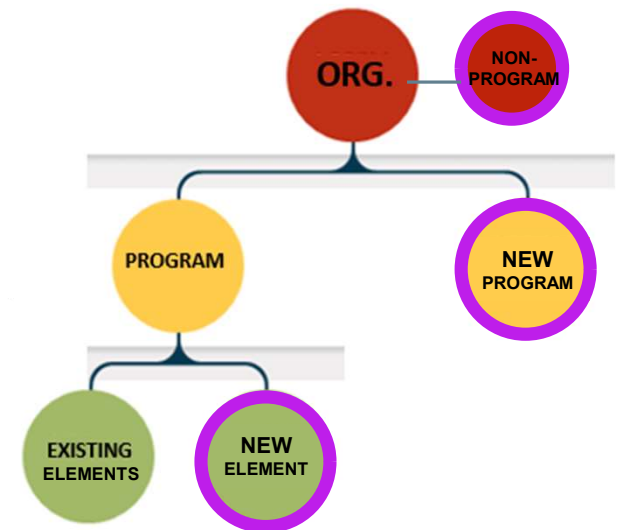 ORG.
NON-
PROGRAM
PROGRAM
NEW
PROGRAM
EXISTING
ELEMENTS
NEW
ELEMENT